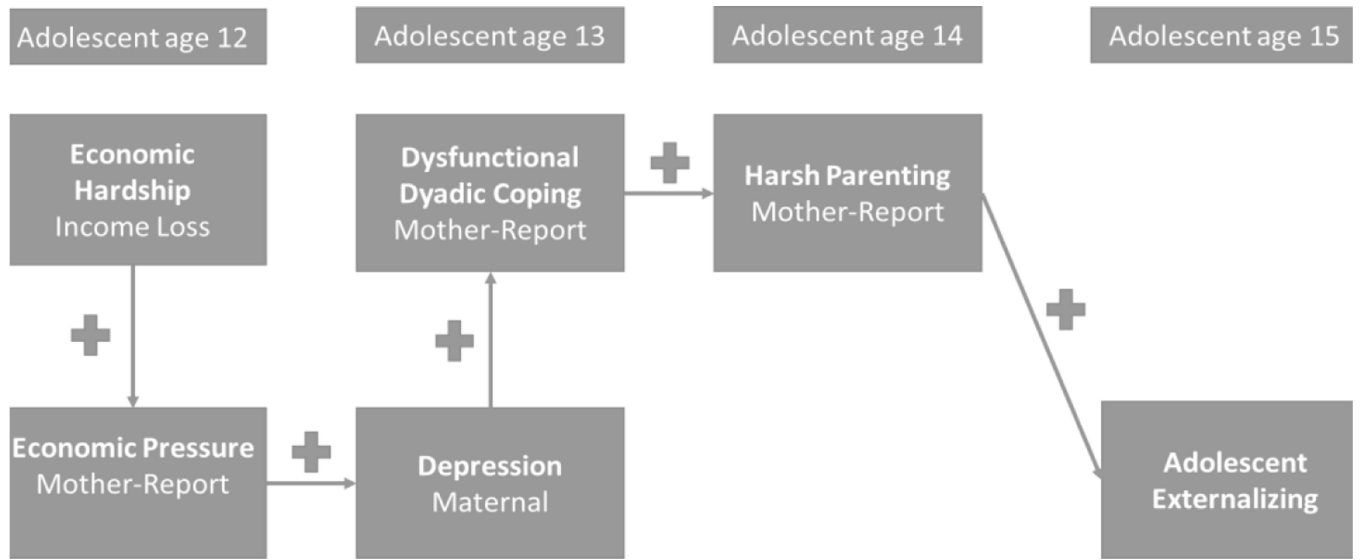 Adolescent age 12
Adolescent age 13
Adolescent age 14
Adolescent age 15
Economic
Hardship
Income Loss
Dysfunctional
Dyadic Coping
Mother-Report
Harsh Parenting
Mother-Report
Economic Pressure
Mother-Report
Depression
Maternal
Adolescent
Externalizing